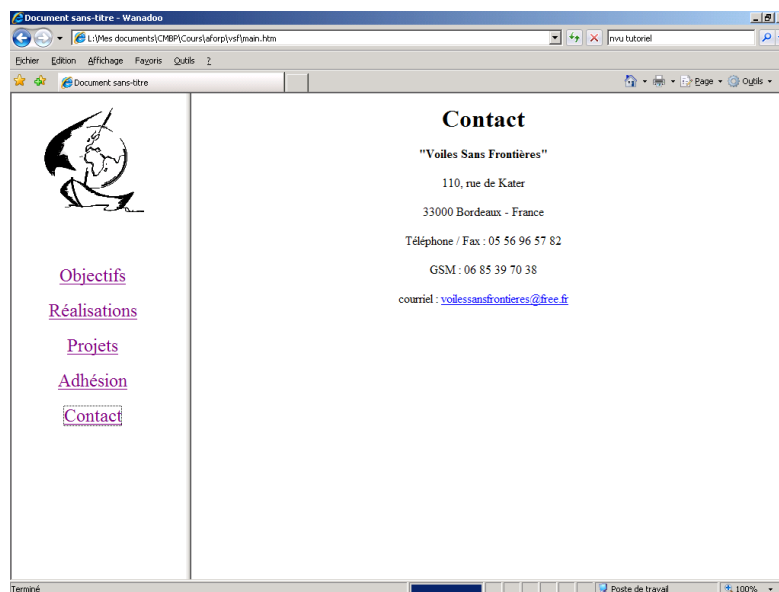 Document sans-titre - Wanadoo
L:\Mes documents\CMBP\Cours\aforp\vsf\main.htm
nvu tutoriel
Fichier Edition Affichage Favoris Outils ?
Document sans-titre
Page Outils
Contact
"Voiles Sans Frontières"
110, rue de Kater
33000 Bordeaux - France
Téléphone / Fax : 05 56 96 57 82
GSM : 06 85 39 70 38
courriel : voilessansfrontieres@free.fr
Objectifs
Réalisations
Projets
Adhésion
Contact
Terminé
Poste de travail
100%